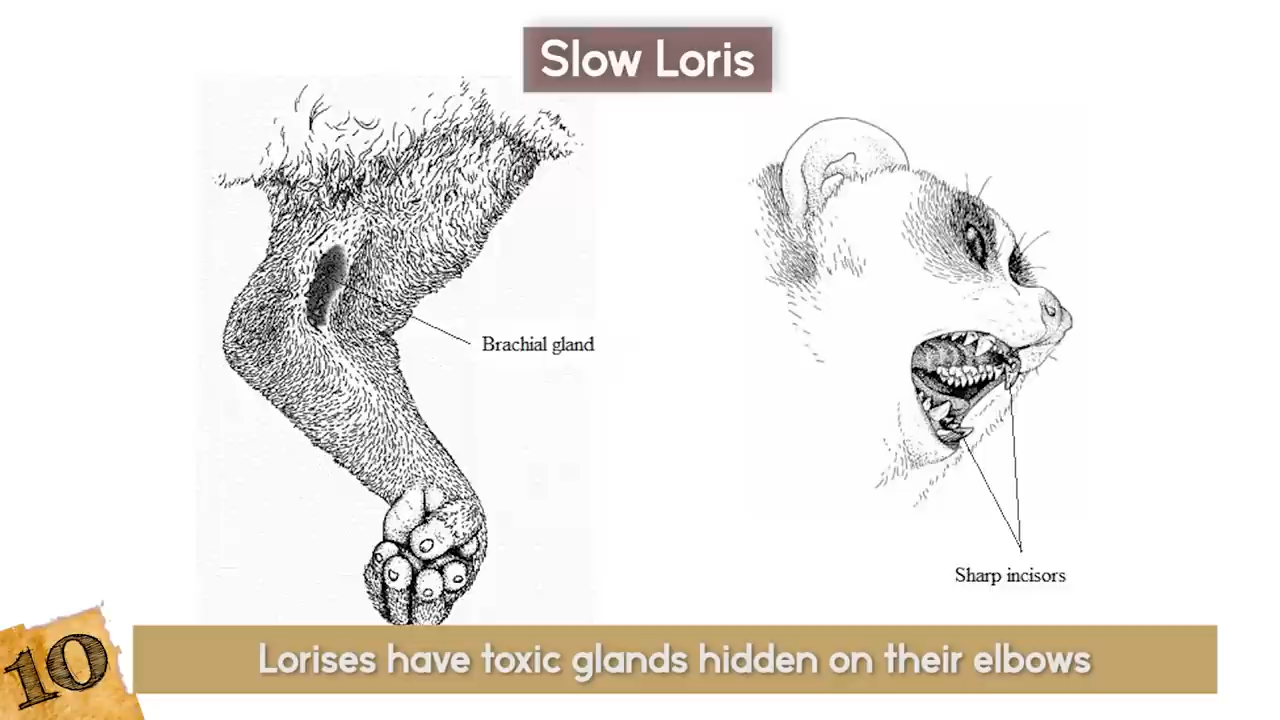 Slow Loris
Brachial gland
Sharp incisors
10
Lorises have toxic glands hidden on their elbows